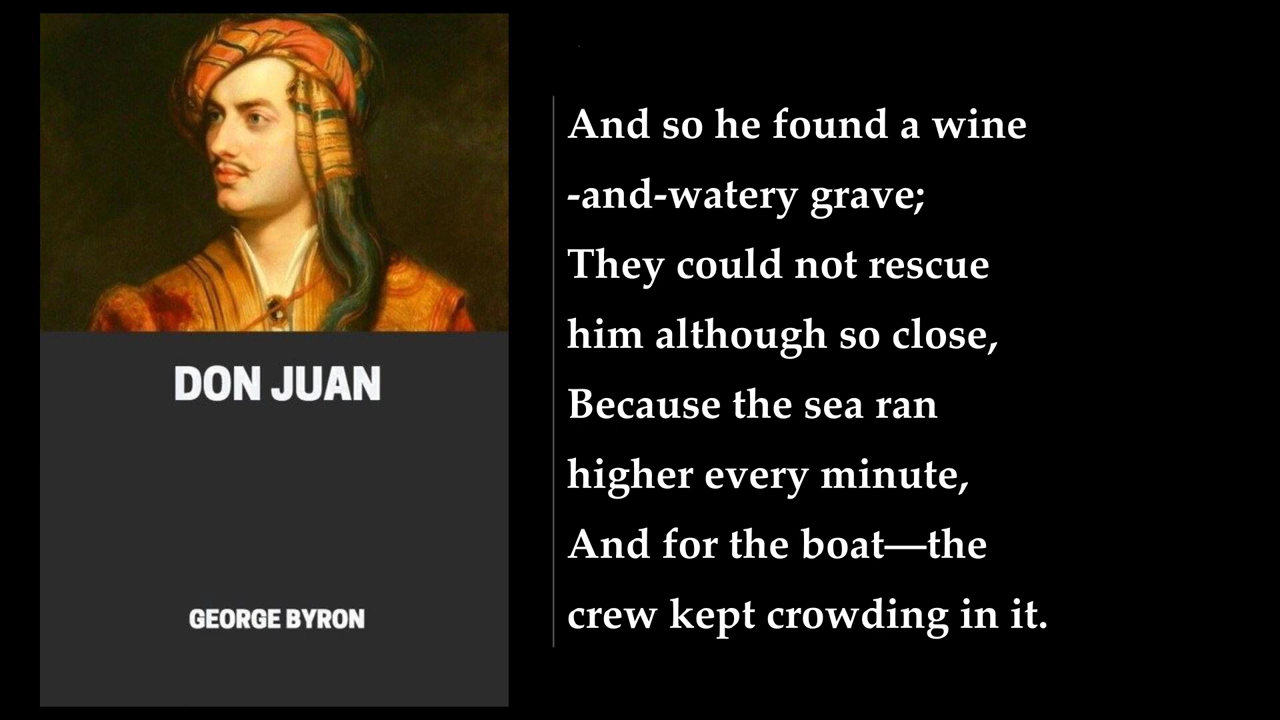 DON JUAN
GEORGE BYRON
And so he found a wine
-and-watery grave;
They could not rescue
him although so close,
Because the sea ran
higher every minute,
And for the boat—the
crew kept crowding in it.